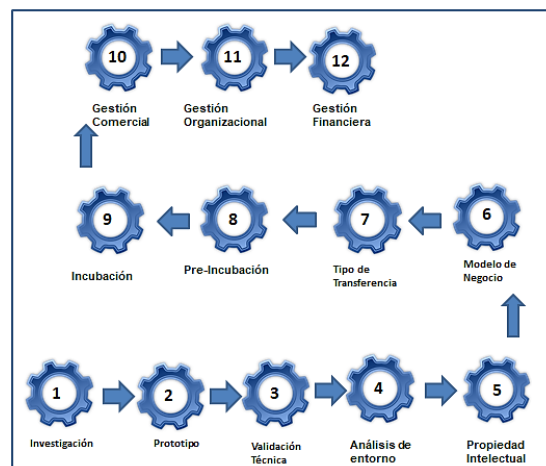 10
11
12
Gestión
Comercial
Gestión
Organizacional
Gestión
Financiera
9
8
7
6
Incubación
Pre-Incubación
Tipo de
Transferencia
Modelo de
Negocio
1
2
3
4
5
Investigación
Prototipo
Validación
Técnica
Análisis de
entorno
Propiedad
Intelectual